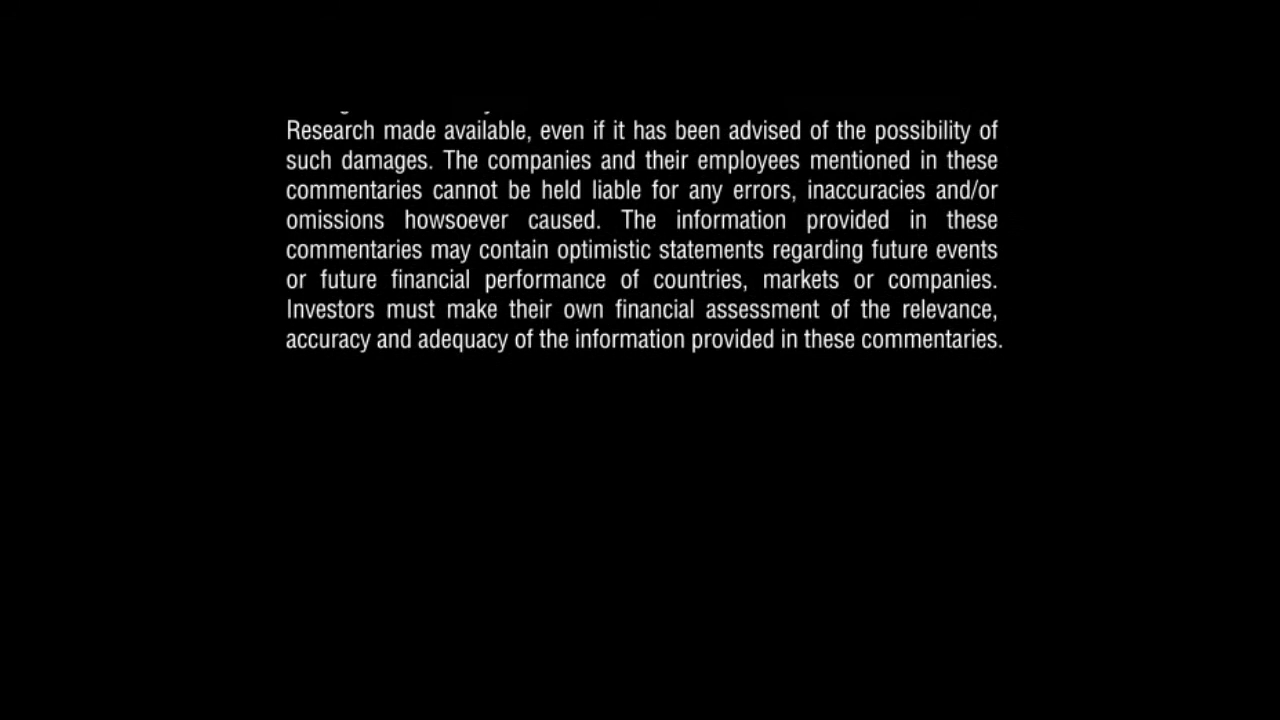 Research made available, even if it has been advised of the possibility of
such damages. The companies and their employees mentioned in these
commentaries cannot be held liable for any errors, inaccuracies and/or
omissions howsoever caused. The information provided in these
commentaries may contain optimistic statements regarding future events
or future financial performance of countries, markets or companies.
Investors must make their own financial assessment of the relevance,
accuracy and adequacy of the information provided in these commentaries.